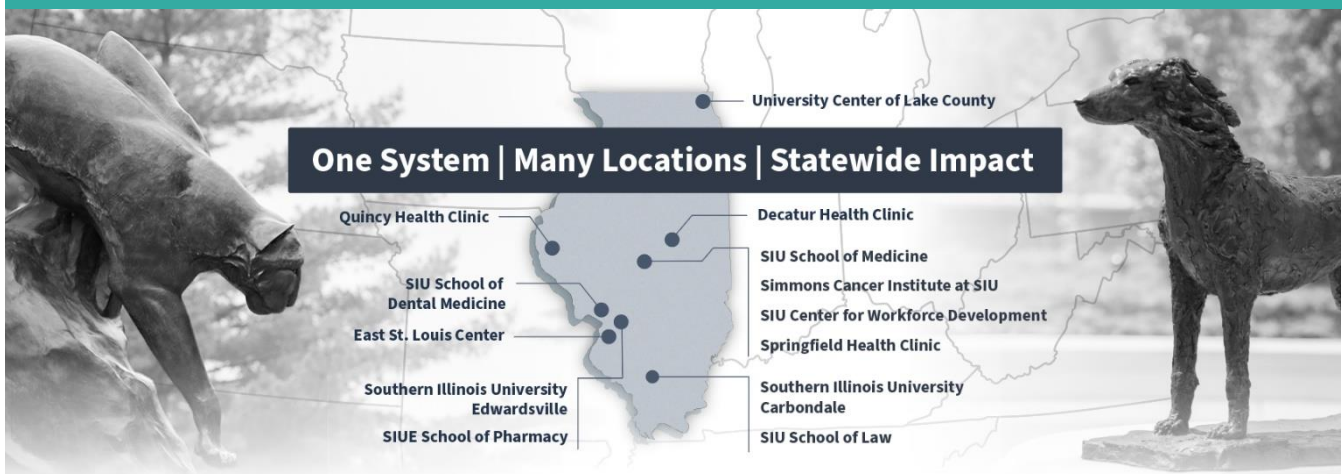 University Center of Lake County
One System | Many Locations | Statewide Impact
Quincy Health Clinic
SIU School of
Dental Medicine
East St. Louis Center
Southern Illinois University
Edwardsville
SIUE School of Pharmacy
Decatur Health Clinic
SIU School of Medicine
Simmons Cancer Institute at SIU
SIU Center for Workforce Development
Springfield Health Clinic
Southern Illinois University
Carbondale
SIU School of Law